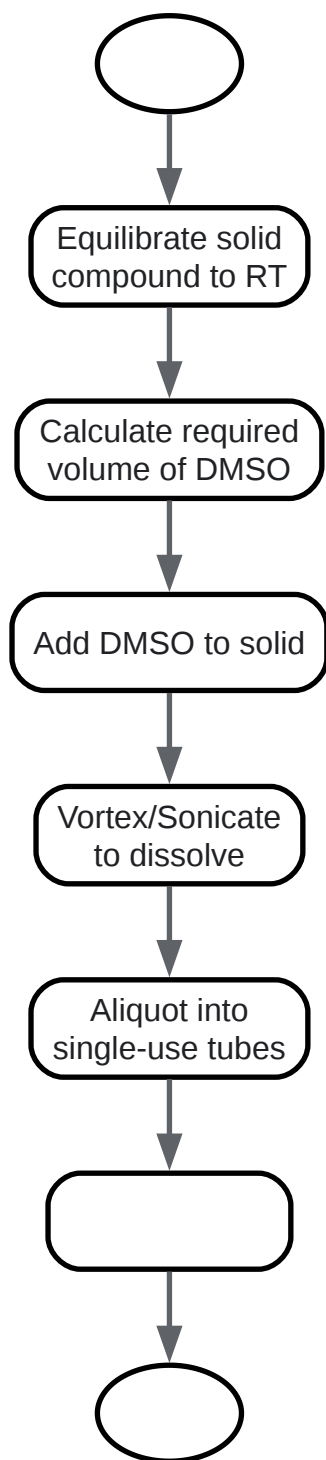 Equilibrate solid
compound to RT
Calculate required
volume of DMSO
Add DMSO to solid
Vortex/Sonicate
to dissolve
Aliquot into
single-use tubes